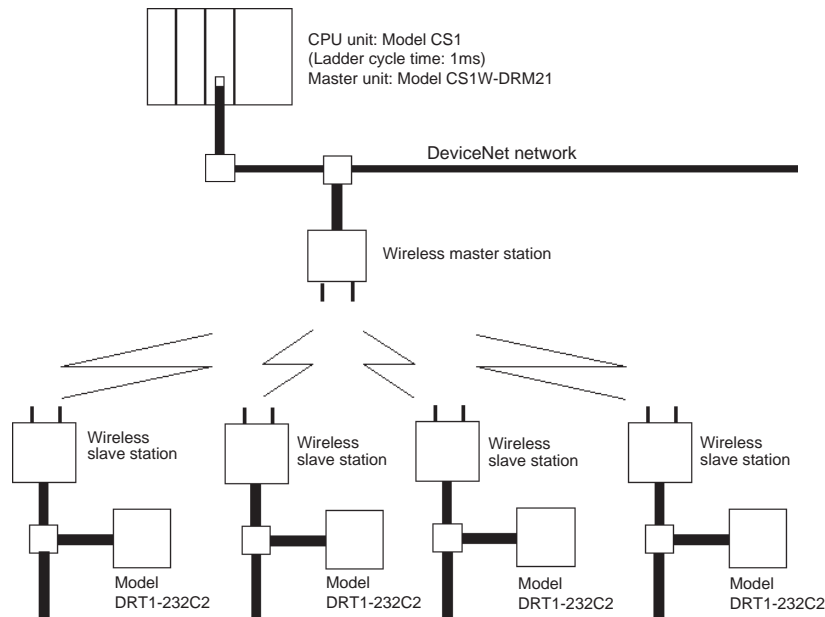 CPU unit: Model CS1
(Ladder cycle time: 1ms)
Master unit: Model CS1W-DRM21
DeviceNet network
Wireless master station
Wireless
slave station
Wireless
slave station
Wireless
slave station
Wireless
slave station
Model
DRT1-232C2
Model
DRT1-232C2
Model
DRT1-232C2
Model
DRT1-232C2